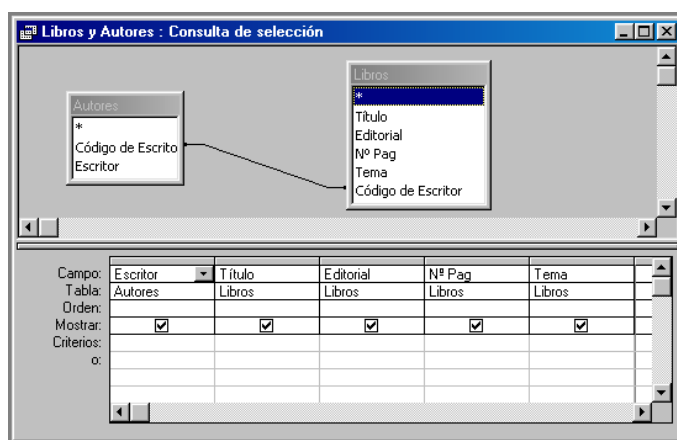 Libros y Autores : Consulta de selección
Autores
*
Código de Escrito
Escritor
Libros
*
Título
Editorial
Nº Pag
Tema
Código de Escritor
Campo: Escritor Título Editorial Nº Pag Tema
Tabla: Autores Libros Libros Libros Libros
Orden:
Mostrar:
Criterios:
o: